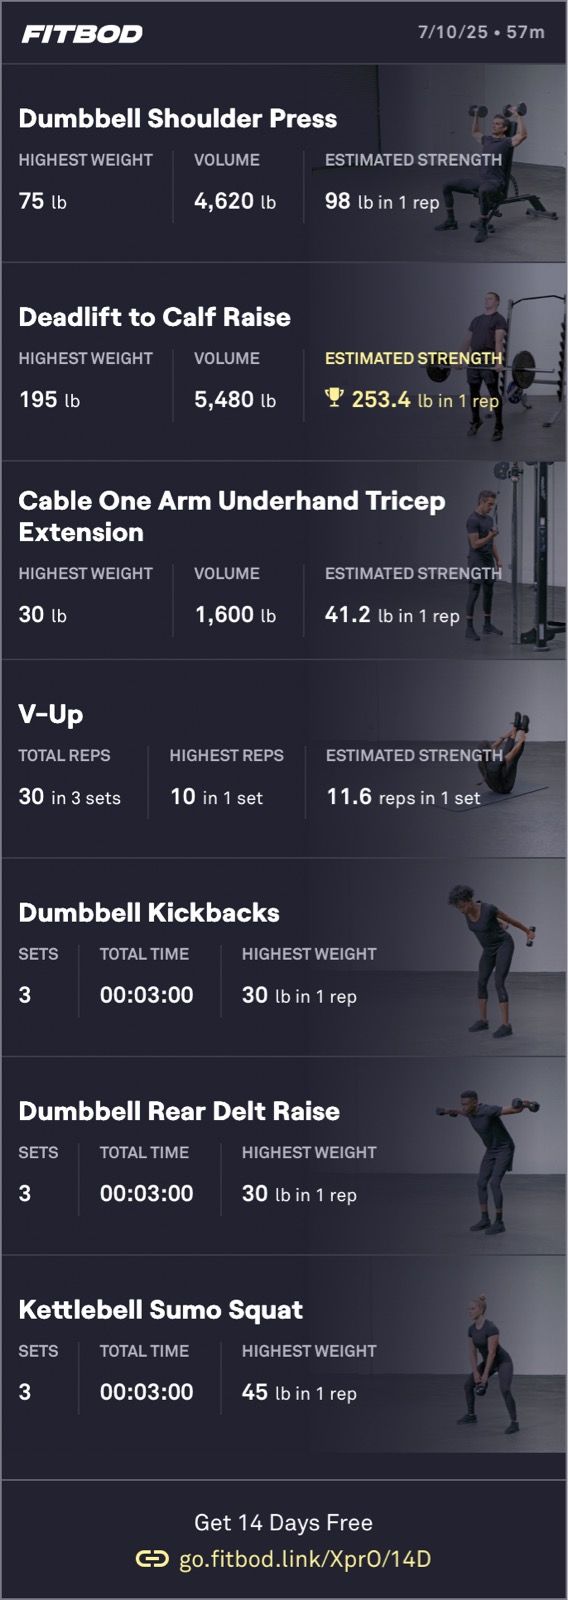 FITBOD
7/10/25 • 57m
Dumbbell Shoulder Press
HIGHEST WEIGHT VOLUME ESTIMATED STRENGTH
75 lb 4,620 lb 98 lb in 1 rep
Deadlift to Calf Raise
HIGHEST WEIGHT VOLUME ESTIMATED STRENGTH
195 lb 5,480 lb 253.4 lb in 1 rep
Cable One Arm Underhand Tricep
Extension
HIGHEST WEIGHT VOLUME ESTIMATED STRENGTH
30 lb 1,600 lb 41.2 lb in 1 rep
V-Up
TOTAL REPS HIGHEST REPS ESTIMATED STRENGTH
30 in 3 sets 10 in 1 set 11.6 reps in 1 set
Dumbbell Kickbacks
SETS TOTAL TIME HIGHEST WEIGHT
3 00:03:00 30 lb in 1 rep
Dumbbell Rear Delt Raise
SETS TOTAL TIME HIGHEST WEIGHT
3 00:03:00 30 lb in 1 rep
Kettlebell Sumo Squat
SETS TOTAL TIME HIGHEST WEIGHT
3 00:03:00 45 lb in 1 rep
Get 14 Days Free
go.fitbod.link/XprO/14D